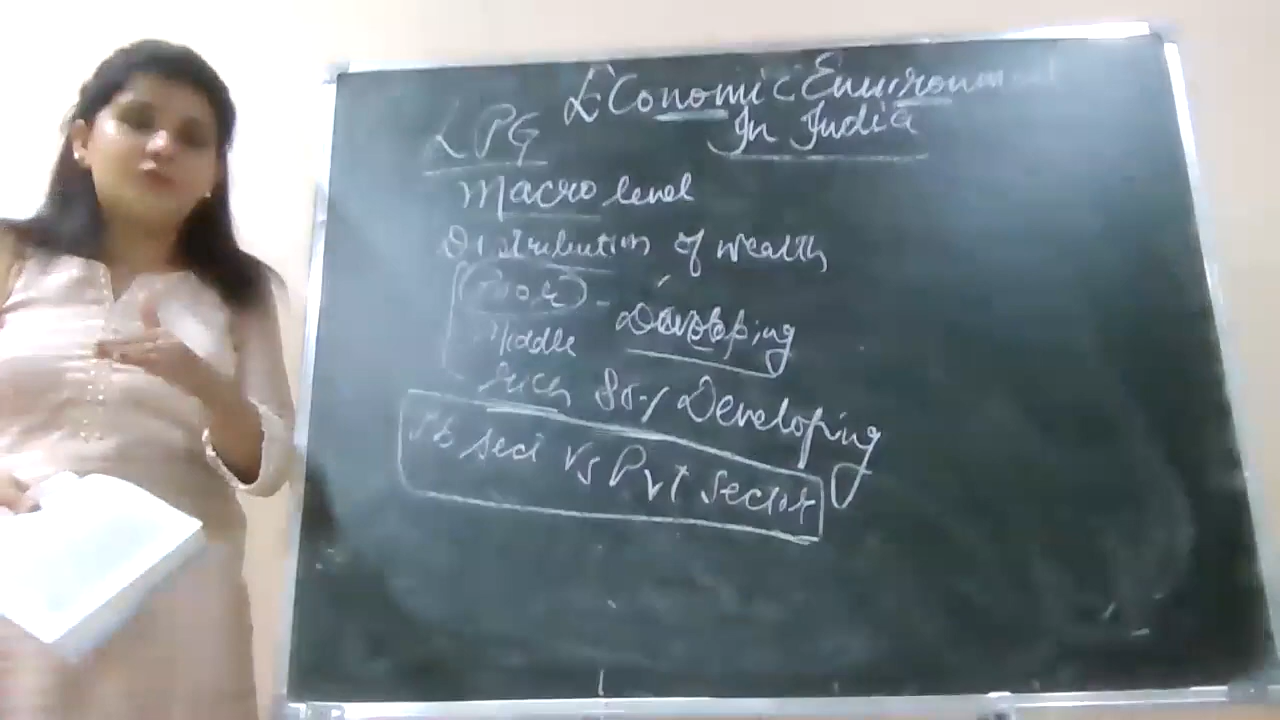 Economic Environment
In India
LPG
Macro level
Distribution of Wealth
Poor - Developing
Middle
Rich 80% Developing
Pb Sect Vs Pvt Sector